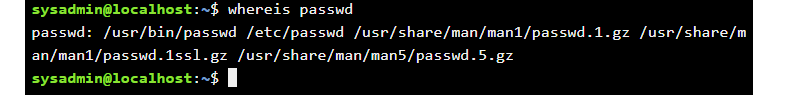 sysadmin@localhost:~$ whereis passwd
passwd: /usr/bin/passwd /etc/passwd /usr/share/man/man1/passwd.1.gz /usr/share/m
an/man1/passwd.1ssl.gz /usr/share/man/man5/passwd.5.gz
sysadmin@localhost:~$